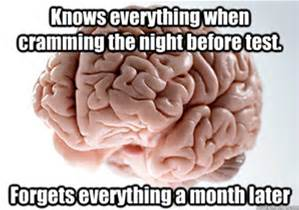 Knows everything when
cramming the night before test.
Forgets everything a month later